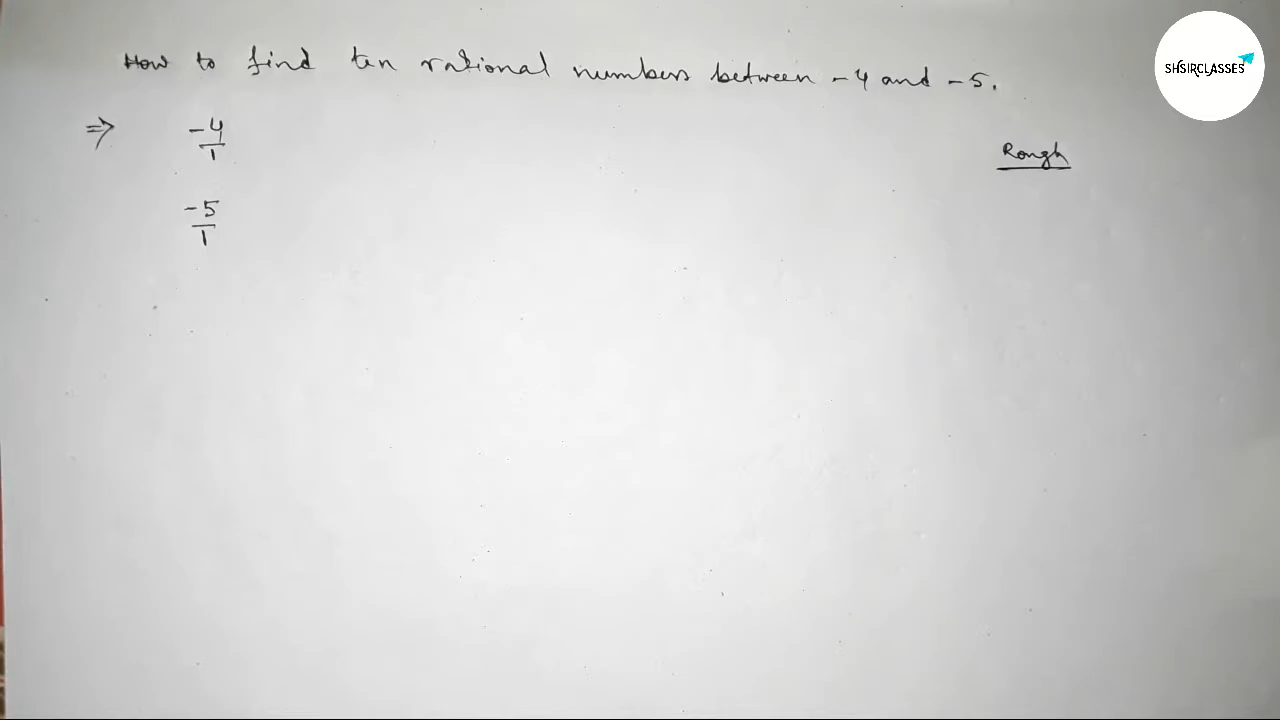 How to find ten rational numbers between -4 and -5.
SHSIRCLASSES
⇒ -4/1
Rough
-5/1